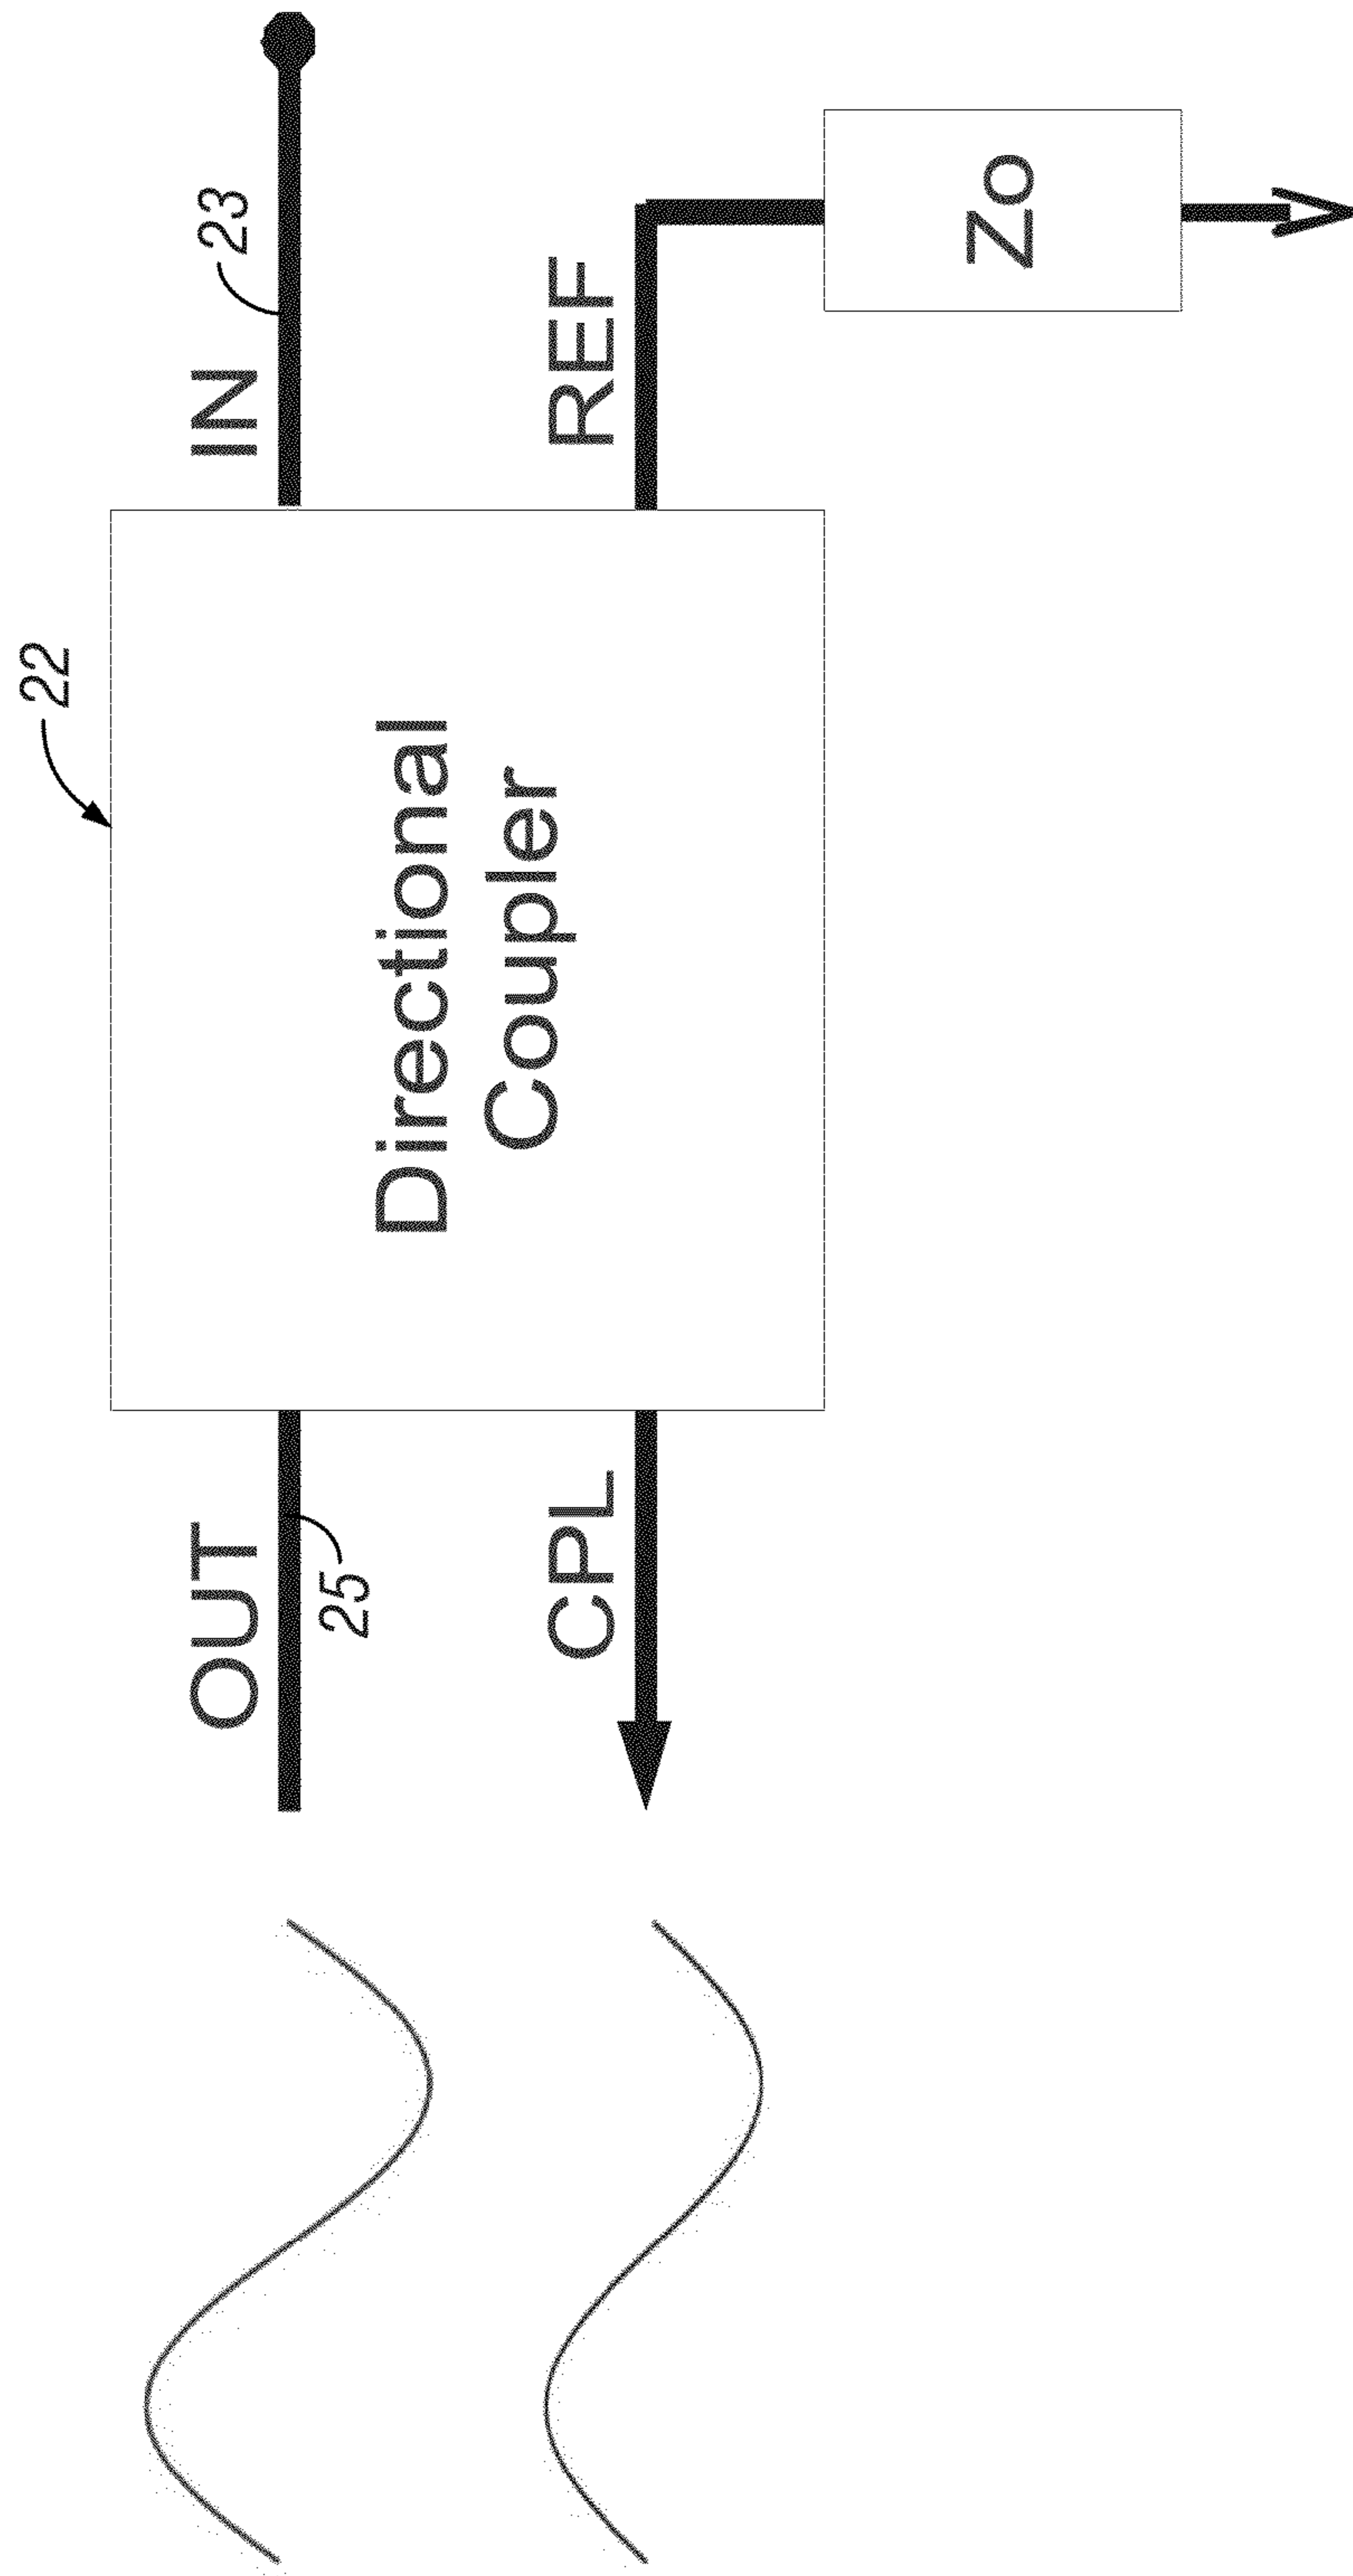 22
OUT
25
IN
23
Directional
Coupler
CPL
REF
Zo